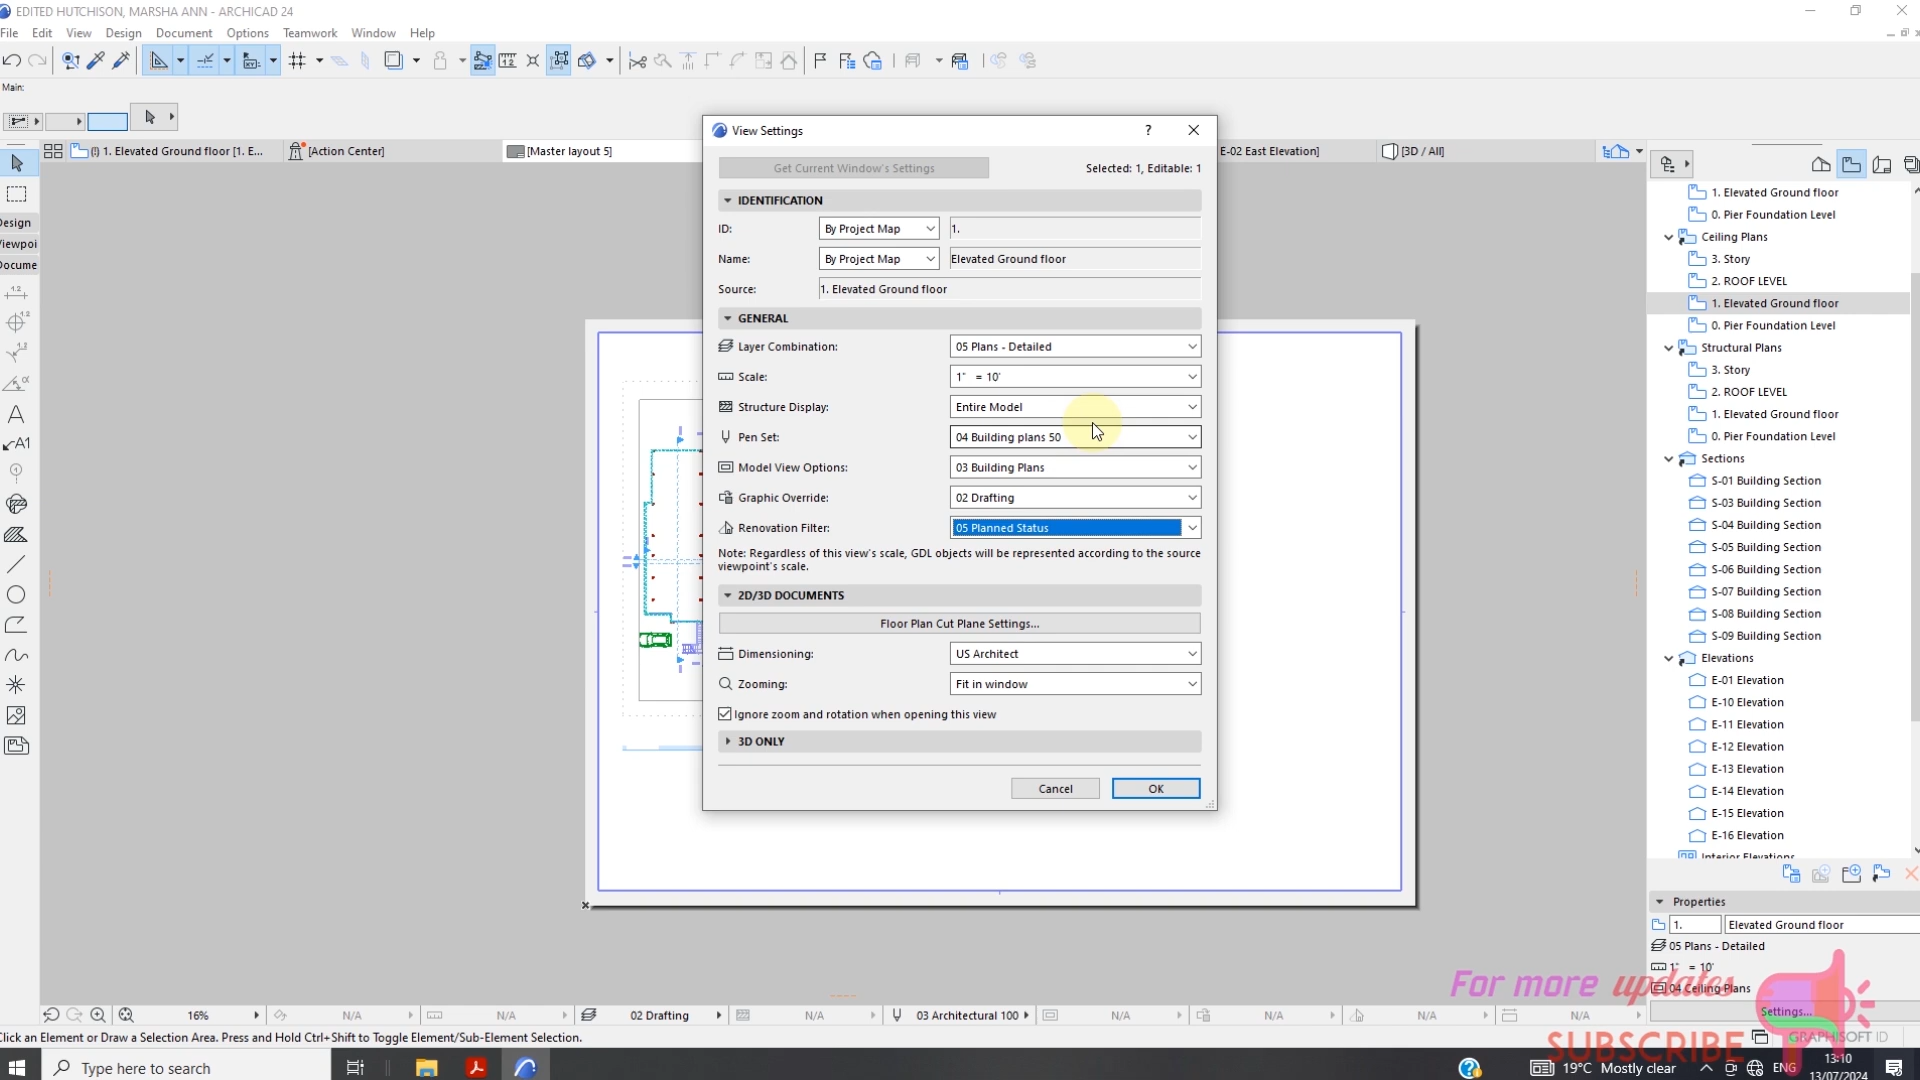 EDITED HUTCHISON, MARSHA ANN - ARCHICAD 24
File Edit View Design Document Options Teamwork Window Help
Main:
(!) 1. Elevated Ground floor [1. E...
[Action Center]
[Master layout 5]
E-02 East Elevation]
[3D / All]
esign
iewpoi
ocume
View Settings
Get Current Window's Settings
Selected: 1, Editable: 1
IDENTIFICATION
ID: By Project Map 1.
Name: By Project Map Elevated Ground floor
Source: 1. Elevated Ground floor
GENERAL
Layer Combination: 05 Plans - Detailed
Scale: 1" = 10'
Structure Display: Entire Model
Pen Set: 04 Building plans 50
Model View Options: 03 Building Plans
Graphic Override: 02 Drafting
Renovation Filter: 05 Planned Status
Note: Regardless of this view's scale, GDL objects will be represented according to the source
viewpoint's scale.
2D/3D DOCUMENTS
Floor Plan Cut Plane Settings...
Dimensioning: US Architect
Zooming: Fit in window
Ignore zoom and rotation when opening this view
3D ONLY
Cancel OK
1. Elevated Ground floor
0. Pier Foundation Level
Ceiling Plans
3. Story
2. ROOF LEVEL
1. Elevated Ground floor
0. Pier Foundation Level
Structural Plans
3. Story
2. ROOF LEVEL
1. Elevated Ground floor
0. Pier Foundation Level
Sections
S-01 Building Section
S-03 Building Section
S-04 Building Section
S-05 Building Section
S-06 Building Section
S-07 Building Section
S-08 Building Section
S-09 Building Section
Elevations
E-01 Elevation
E-10 Elevation
E-11 Elevation
E-12 Elevation
E-13 Elevation
E-14 Elevation
E-15 Elevation
E-16 Elevation
Interior Elevations
Properties
1. Elevated Ground floor
05 Plans - Detailed
1" = 10'
04 Ceiling Plans
Settings...
For more updates
SUBSCRIBE
GRAPHISOFT ID
16% N/A N/A 02 Drafting N/A 03 Architectural 100 N/A N/A N/A N/A
Click an Element or Draw a Selection Area. Press and Hold Ctrl+Shift to Toggle Element/Sub-Element Selection.
Type here to search
19°C Mostly clear
ENG
13:10
13/07/2024